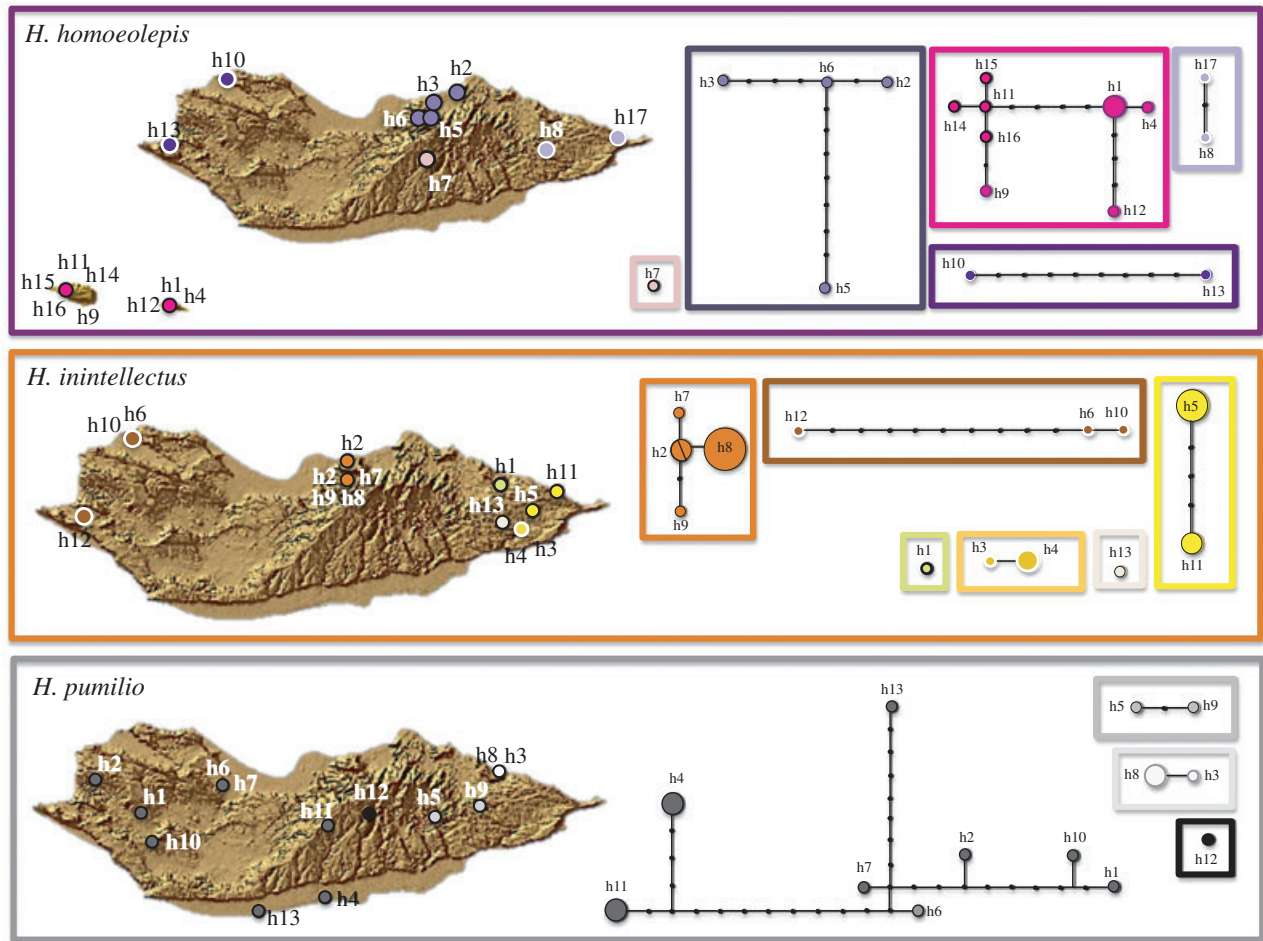 H. homoeolepis
h10
h3
h2
h6
h5
h13
h7
h8
h17
h11
h15 h14
h16
h9
h1
h12 h4
h3
h6
h2
h5
h7
h15
h11
h14
h16
h9
h1
h4
h12
h17
h8
h10
h13
H. inintellectus
h10 h6
h12
h2
h2 h7
h9 h8
h1
h11
h13 h5
h4 h3
h7
h2
h8
h9
h12
h6 h10
h5
h11
h1
h3 h4
h13
H. pumilio
h2
h1
h10
h6
h7
h11
h12
h5
h9
h8 h3
h13
h4
h4
h11
h13
h7
h2
h10
h1
h6
h5 h9
h8 h3
h12